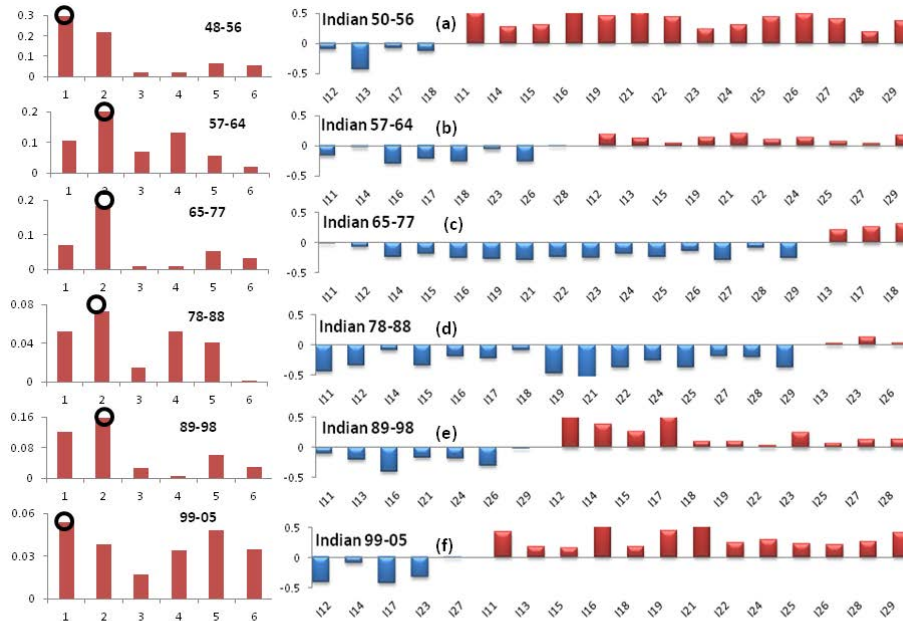 0.3
0.2
0.1
0
48-56
1 2 3 4 5 6
0.5
-0.5
Indian 50-56 (a)
I12 I13 I17 I18 I11 I14 I15 I16 I19 I21 I22 I23 I24 I25 I26 I27 I28 I29
0.2
0.1
0
57-64
1 2 3 4 5 6
0.5
-0.5
Indian 57-64 (b)
I11 I14 I16 I17 I18 I23 I26 I28 I12 I13 I15 I19 I21 I22 I24 I25 I27 I29
0.2
0.1
0
65-77
1 2 3 4 5 6
0.5
-0.5
Indian 65-77 (c)
I11 I12 I14 I15 I16 I19 I21 I22 I23 I24 I25 I26 I27 I28 I29 I13 I17 I18
0.08
0.04
0
78-88
1 2 3 4 5 6
0.5
-0.5
Indian 78-88 (d)
I11 I12 I14 I15 I16 I17 I18 I19 I21 I22 I24 I25 I27 I28 I29 I13 I23 I26
0.16
0.08
0
89-98
1 2 3 4 5 6
0.5
-0.5
Indian 89-98 (e)
I11 I13 I16 I21 I24 I26 I29 I12 I14 I15 I17 I18 I19 I22 I23 I25 I27 I28
0.06
0.03
0
99-05
1 2 3 4 5 6
0.5
-0.5
Indian 99-05 (f)
I12 I14 I17 I23 I27 I11 I13 I15 I16 I18 I19 I21 I22 I24 I25 I26 I28 I29